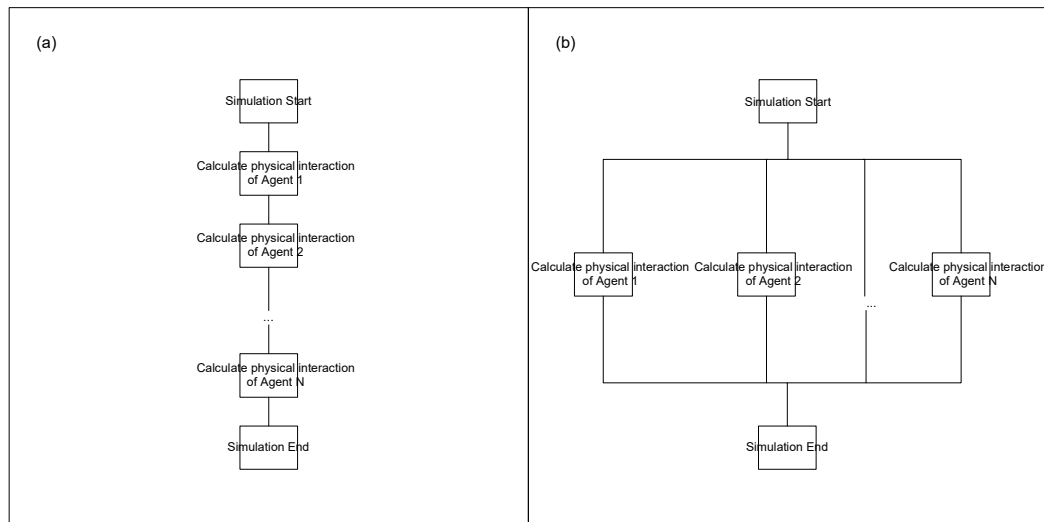 (a)
Simulation Start
Calculate physical interaction
of Agent 1
Calculate physical interaction
of Agent 2
...
Calculate physical interaction
of Agent N
Simulation End
(b)
Simulation Start
Calculate physical interaction
of Agent 1
Calculate physical interaction
of Agent 2
...
Calculate physical interaction
of Agent N
Simulation End